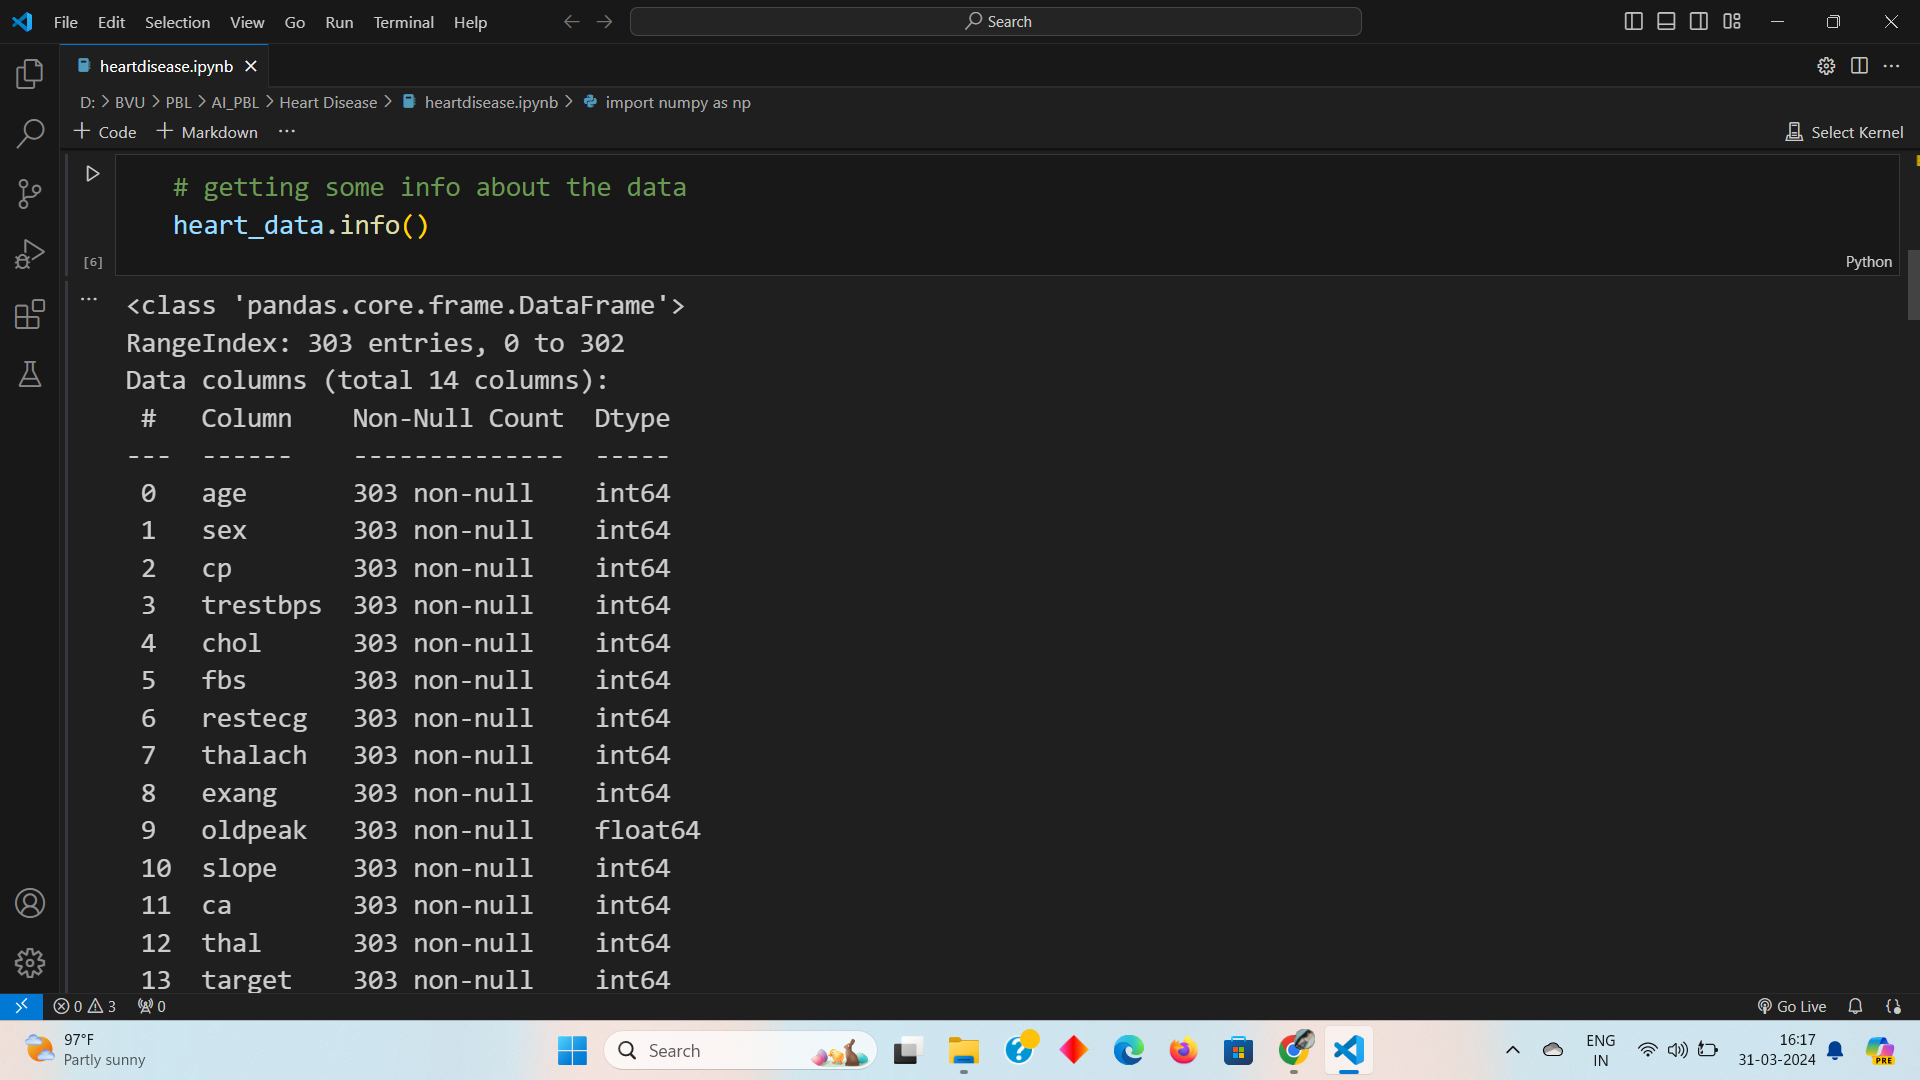 File Edit Selection View Go Run Terminal Help
Search
heartdisease.ipynb
D: > BVU > PBL > AI_PBL > Heart Disease > heartdisease.ipynb > import numpy as np
+ Code + Markdown ...
Select Kernel
# getting some info about the data
heart_data.info()
[6]
Python
...
<class 'pandas.core.frame.DataFrame'>
RangeIndex: 303 entries, 0 to 302
Data columns (total 14 columns):
 #   Column    Non-Null Count  Dtype
---  ------    --------------  -----
 0   age       303 non-null    int64
 1   sex       303 non-null    int64
 2   cp        303 non-null    int64
 3   trestbps  303 non-null    int64
 4   chol      303 non-null    int64
 5   fbs       303 non-null    int64
 6   restecg   303 non-null    int64
 7   thalach   303 non-null    int64
 8   exang     303 non-null    int64
 9   oldpeak   303 non-null    float64
 10  slope     303 non-null    int64
 11  ca        303 non-null    int64
 12  thal      303 non-null    int64
 13  target    303 non-null    int64
0 3 0
Go Live
97°F
Partly sunny
Search
ENG
IN
16:17
31-03-2024
PRE